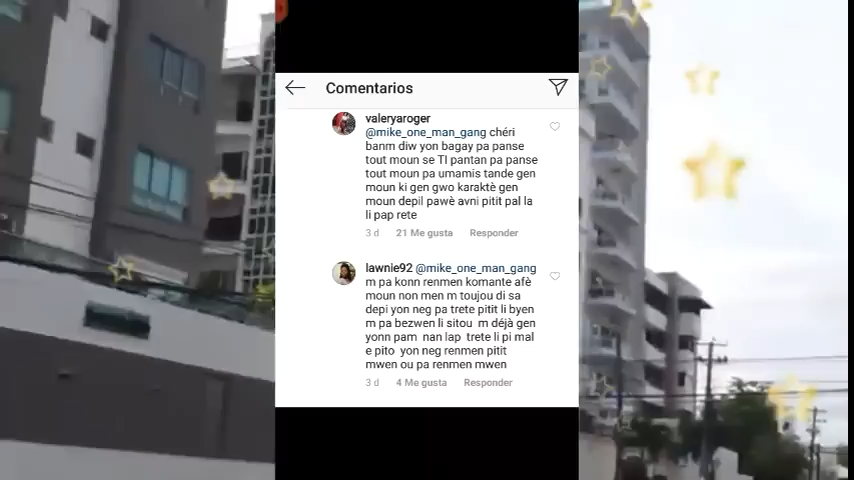 Comentarios
valeryaroger
@mike_one_man_gang chéri
banm diw yon bagay pa panse
tout moun se TI pantan pa panse
tout moun pa umamis tande gen
moun ki gen gwo karaktè gen
moun depil pawè avni pitit pal la
li pap rete
3 d 21 Me gusta Responder
lawnie92 @mike_one_man_gang
m pa konn renmen komante afè
moun non men m toujou di sa
depi yon neg pa trete pitit li byen
m pa bezwen li sitou m déjà gen
yonn pam nan lap trete li pi mal
e pito yon neg renmen pitit
mwen ou pa renmen mwen
3 d 4 Me gusta Responder